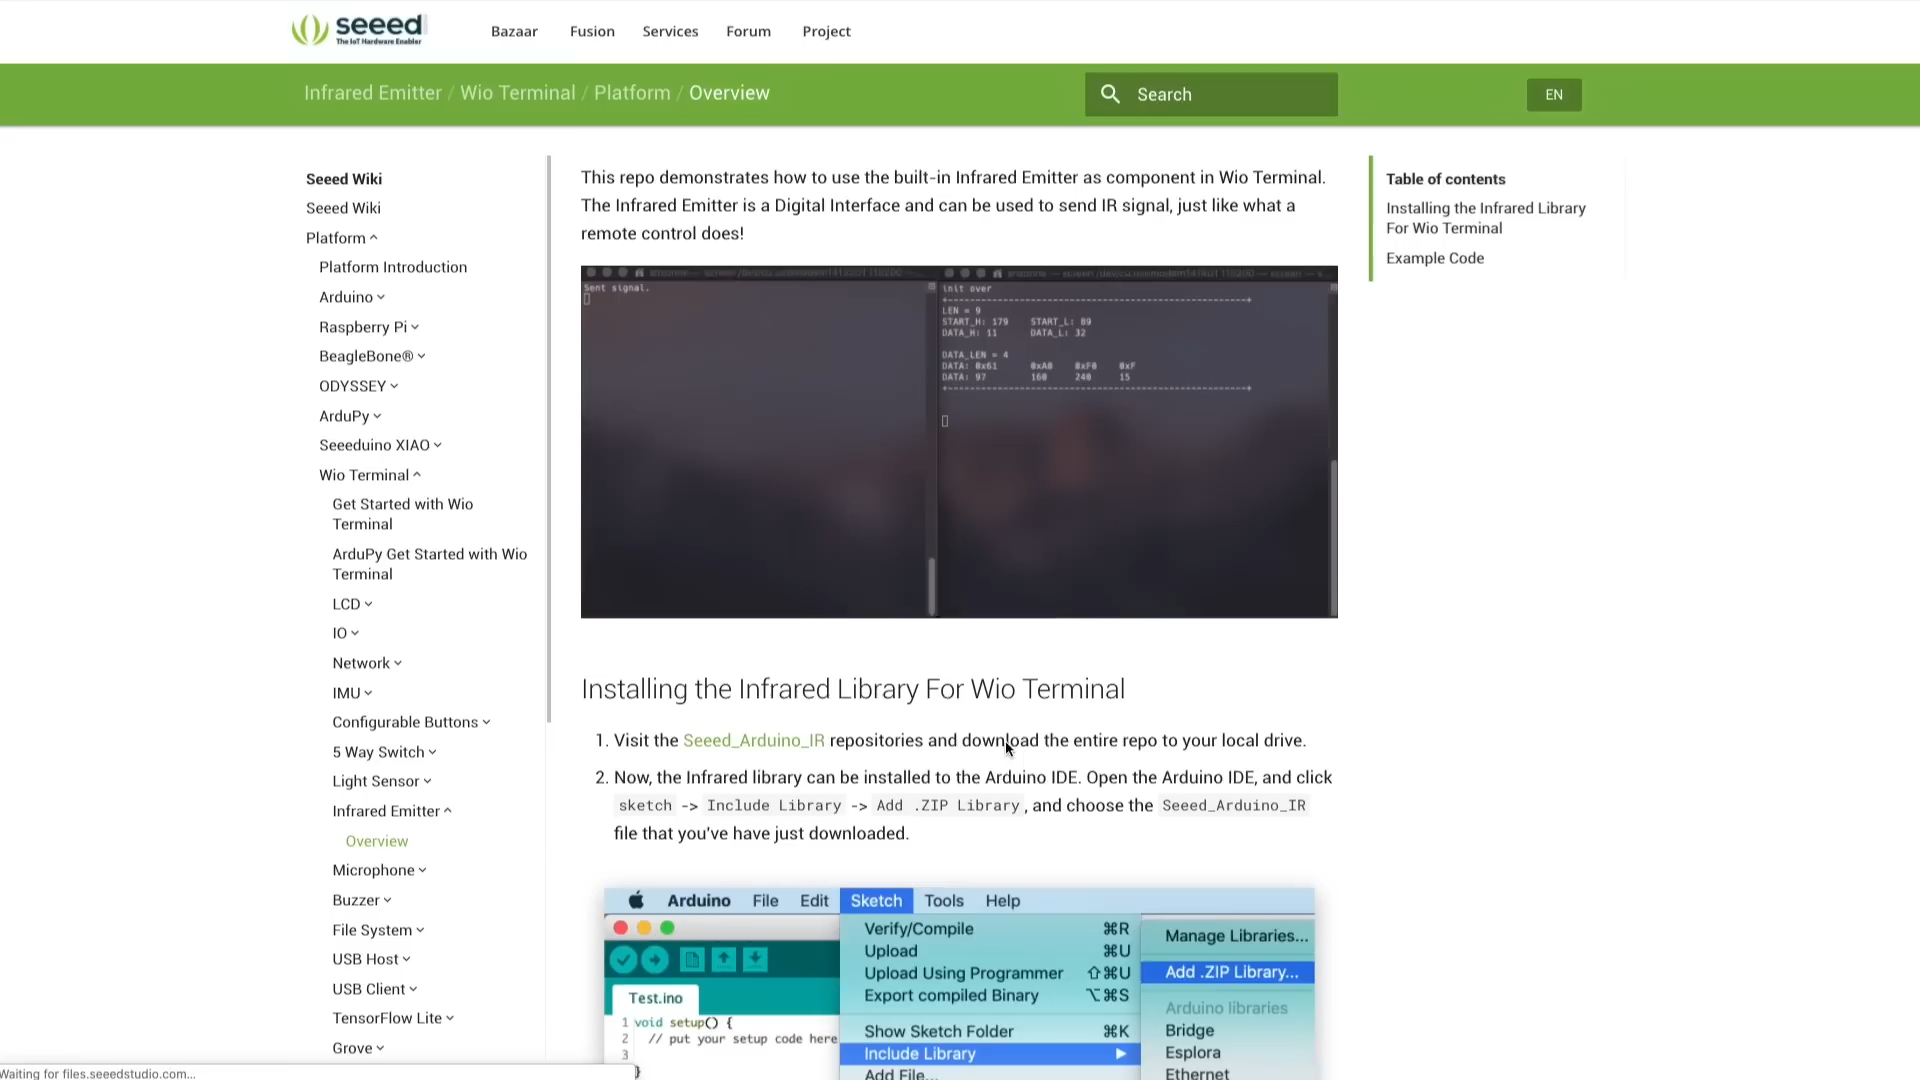 seeed
The IoT Hardware Enabler
Bazaar
Fusion
Services
Forum
Project
Infrared Emitter / Wio Terminal / Platform / Overview
Search
EN
Seeed Wiki
Seeed Wiki
Platform
Platform Introduction
Arduino
Raspberry Pi
BeagleBone®
ODYSSEY
ArduPy
Seeeduino XIAO
Wio Terminal
Get Started with Wio
Terminal
ArduPy Get Started with Wio
Terminal
LCD
IO
Network
IMU
Configurable Buttons
5 Way Switch
Light Sensor
Infrared Emitter
Overview
Microphone
Buzzer
File System
USB Host
USB Client
TensorFlow Lite
Grove
This repo demonstrates how to use the built-in Infrared Emitter as component in Wio Terminal.
The Infrared Emitter is a Digital Interface and can be used to send IR signal, just like what a
remote control does!
Sent signal.
init over
LEN = 9
START_H: 179 START_L: 89
DATA_H: 11 DATA_L: 32
DATA_LEN = 4
DATA: 0x61 0xA0 0xF0 0xF
DATA: 97 160 240 15
Installing the Infrared Library For Wio Terminal
1. Visit the Seeed_Arduino_IR repositories and download the entire repo to your local drive.
2. Now, the Infrared library can be installed to the Arduino IDE. Open the Arduino IDE, and click
sketch -> Include Library -> Add .ZIP Library, and choose the Seeed_Arduino_IR
file that you've have just downloaded.
Arduino File Edit Sketch Tools Help
Verify/Compile ⌘R
Upload ⌘U
Upload Using Programmer ⇧⌘U
Export compiled Binary ⌥⌘S
Show Sketch Folder ⌘K
Include Library ▶
Add File...
Manage Libraries...
Add .ZIP Library...
Arduino libraries
Bridge
Esplora
Ethernet
Test.ino
1 void setup() {
2 // put your setup code here
3
}
Table of contents
Installing the Infrared Library
For Wio Terminal
Example Code
Waiting for files.seeedstudio.com...